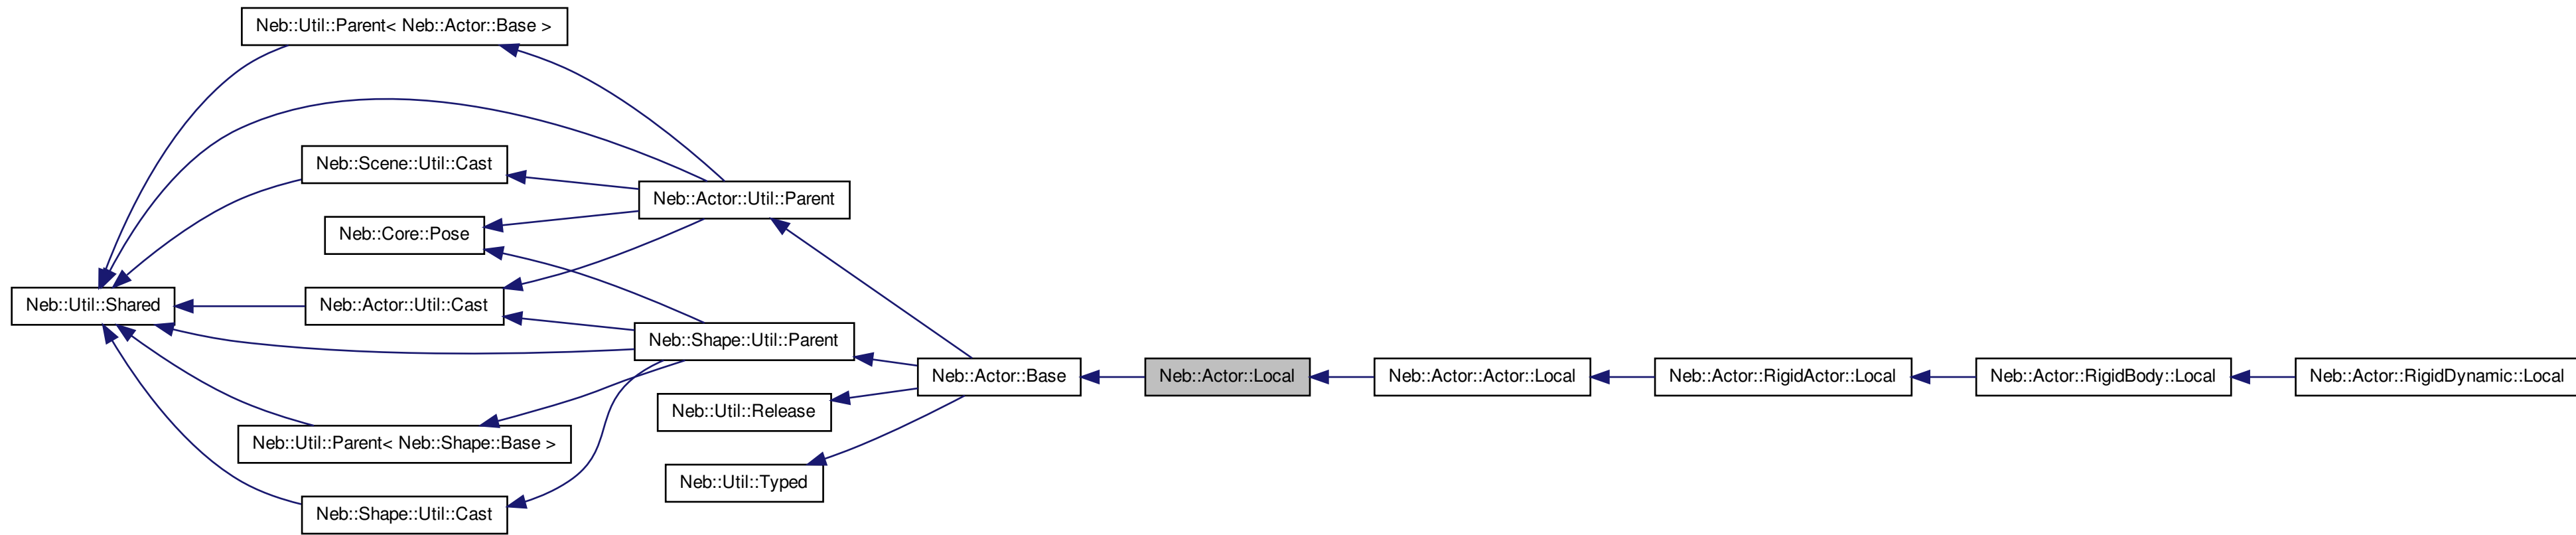 Neb::Util::Parent< Neb::Actor::Base >
Neb::Scene::Util::Cast
Neb::Actor::Util::Parent
Neb::Core::Pose
Neb::Util::Shared
Neb::Actor::Util::Cast
Neb::Shape::Util::Parent
Neb::Actor::Base
Neb::Actor::Local
Neb::Actor::Actor::Local
Neb::Actor::RigidActor::Local
Neb::Actor::RigidBody::Local
Neb::Actor::RigidDynamic::Local
Neb::Util::Release
Neb::Util::Parent< Neb::Shape::Base >
Neb::Util::Typed
Neb::Shape::Util::Cast